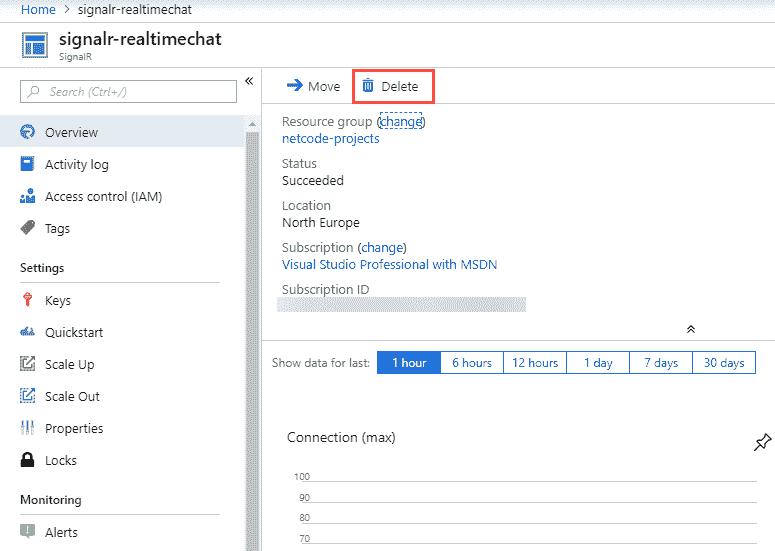 Home > signalr-realtimechat
signalr-realtimechat
SignalR
Search (Ctrl+/)
«
Overview
Activity log
Access control (IAM)
Tags
Settings
Keys
Quickstart
Scale Up
Scale Out
Properties
Locks
Monitoring
Alerts
Move Delete
Resource group (change)
netcode-projects
Status
Succeeded
Location
North Europe
Subscription (change)
Visual Studio Professional with MSDN
Subscription ID
Show data for last: 1 hour 6 hours 12 hours 1 day 7 days 30 days
Connection (max)
100
90
80
70